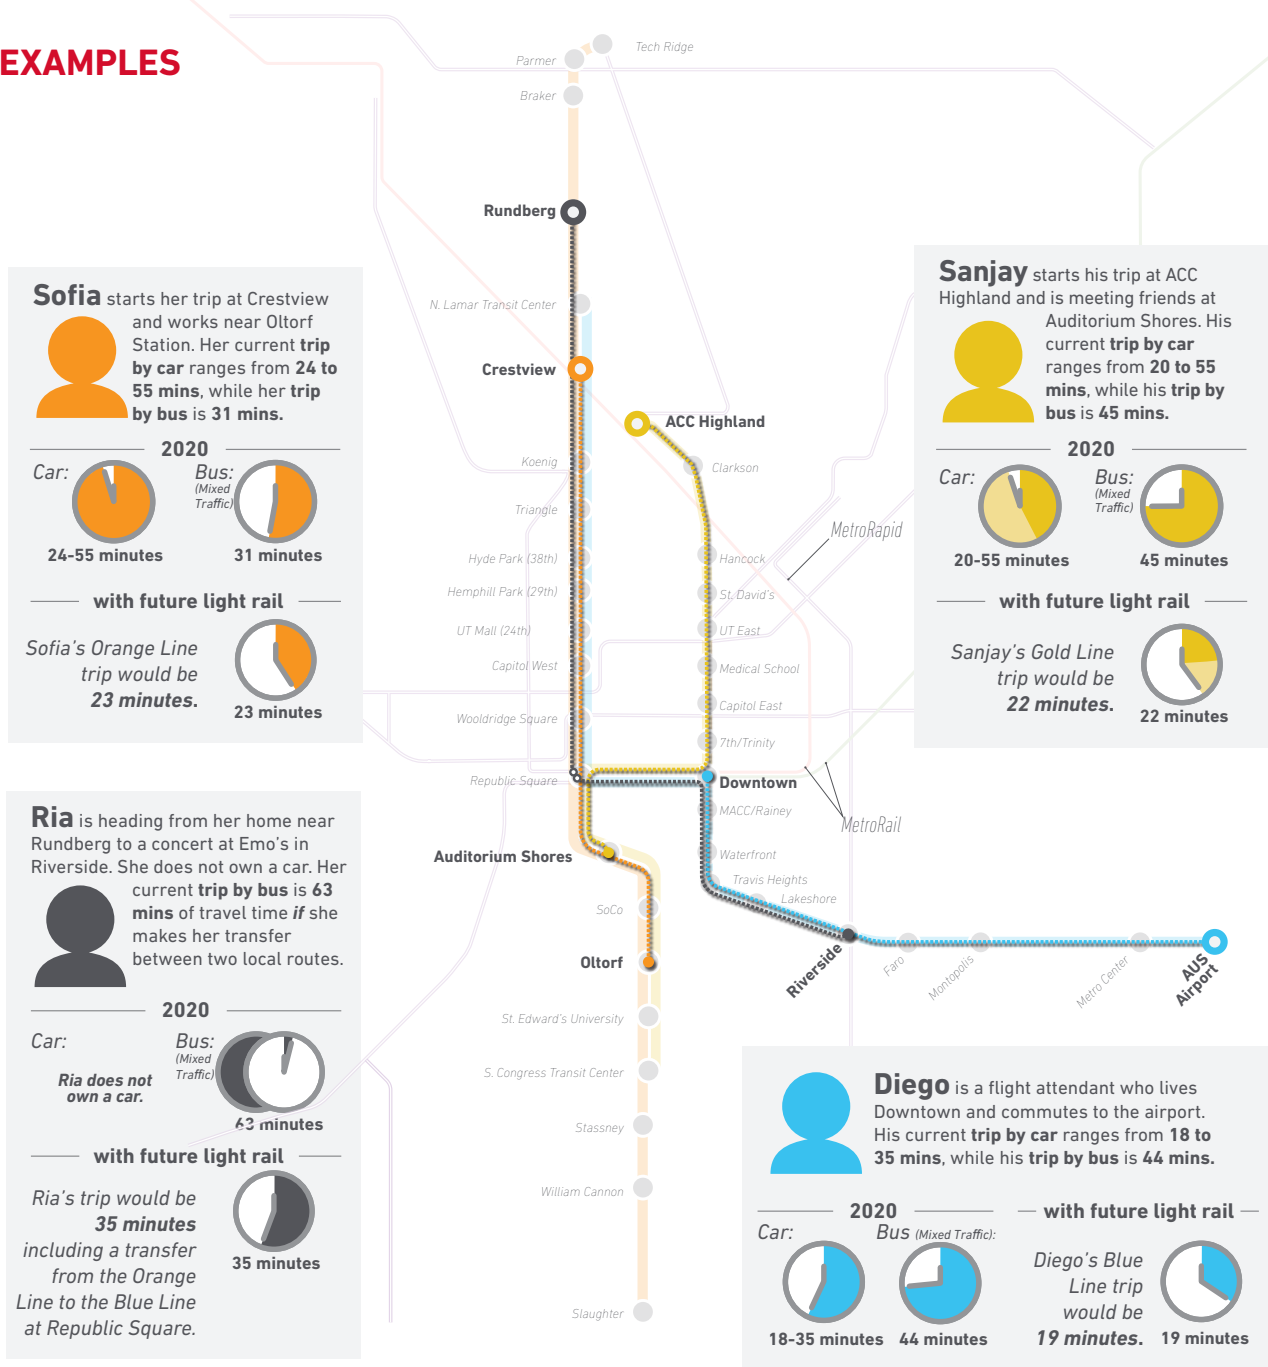 EXAMPLES
Tech Ridge
Parmer
Braker
Rundberg
N. Lamar Transit Center
Crestview
ACC Highland
Koenig
Clarkson
Triangle
MetroRapid
Hyde Park (38th)
Hancock
Hemphill Park (29th)
St. David's
UT Mall (24th)
UT East
Capitol West
Medical School
Capitol East
Wooldridge Square
7th/Trinity
Republic Square
Downtown
MACC/Rainey
MetroRail
Auditorium Shores
Waterfront
Travis Heights
Lakeshore
SoCo
Oltorf
Riverside
Faro
Montopolis
Metro Center
AUS
Airport
St. Edward's University
S. Congress Transit Center
Stassney
William Cannon
Slaughter
Sofia starts her trip at Crestview
and works near Oltorf
Station. Her current trip
by car ranges from 24 to
55 mins, while her trip
by bus is 31 mins.
2020
Car:
Bus:
(Mixed
Traffic)
24-55 minutes
31 minutes
with future light rail
Sofia's Orange Line
trip would be
23 minutes.
23 minutes
Sanjay starts his trip at ACC
Highland and is meeting friends at
Auditorium Shores. His
current trip by car
ranges from 20 to 55
mins, while his trip by
bus is 45 mins.
2020
Car:
Bus:
(Mixed
Traffic)
20-55 minutes
45 minutes
with future light rail
Sanjay's Gold Line
trip would be
22 minutes.
22 minutes
Ria is heading from her home near
Rundberg to a concert at Emo's in
Riverside. She does not own a car. Her
current trip by bus is 63
mins of travel time if she
makes her transfer
between two local routes.
2020
Car:
Bus:
(Mixed
Traffic)
Ria does not
own a car.
63 minutes
with future light rail
Ria's trip would be
35 minutes
including a transfer
from the Orange
Line to the Blue Line
at Republic Square.
35 minutes
Diego is a flight attendant who lives
Downtown and commutes to the airport.
His current trip by car ranges from 18 to
35 mins, while his trip by bus is 44 mins.
2020
Car:
Bus (Mixed Traffic):
18-35 minutes
44 minutes
with future light rail
Diego's Blue
Line trip
would be
19 minutes.
19 minutes